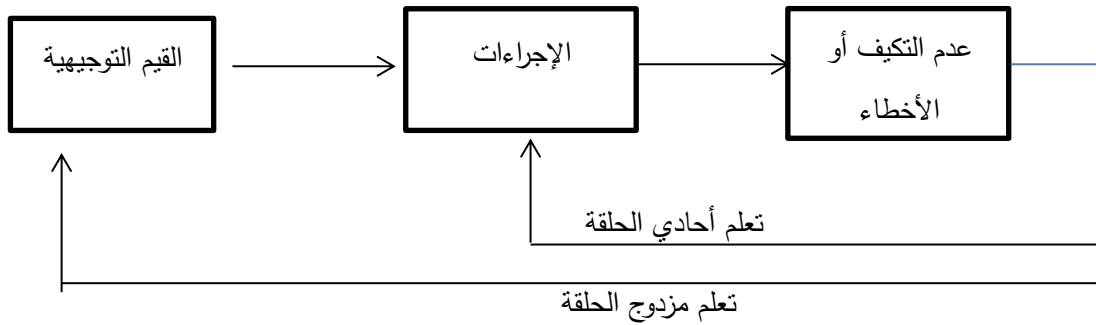 القيم التوجيهية
الإجراءات
عدم التكيف أو
الأخطاء
تعلم أحادي الحلقة
تعلم مزدوج الحلقة